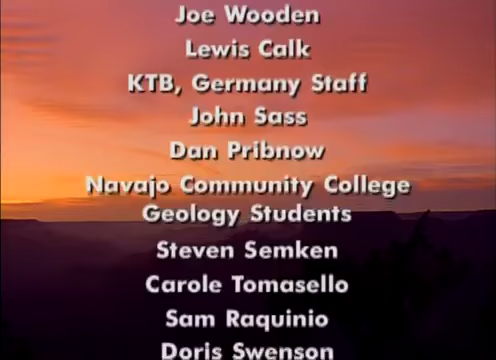 Joe Wooden
Lewis Calk
KTB, Germany Staff
John Sass
Dan Pribnow
Navajo Community College
Geology Students
Steven Semken
Carole Tomasello
Sam Raquinio
Doris Swenson